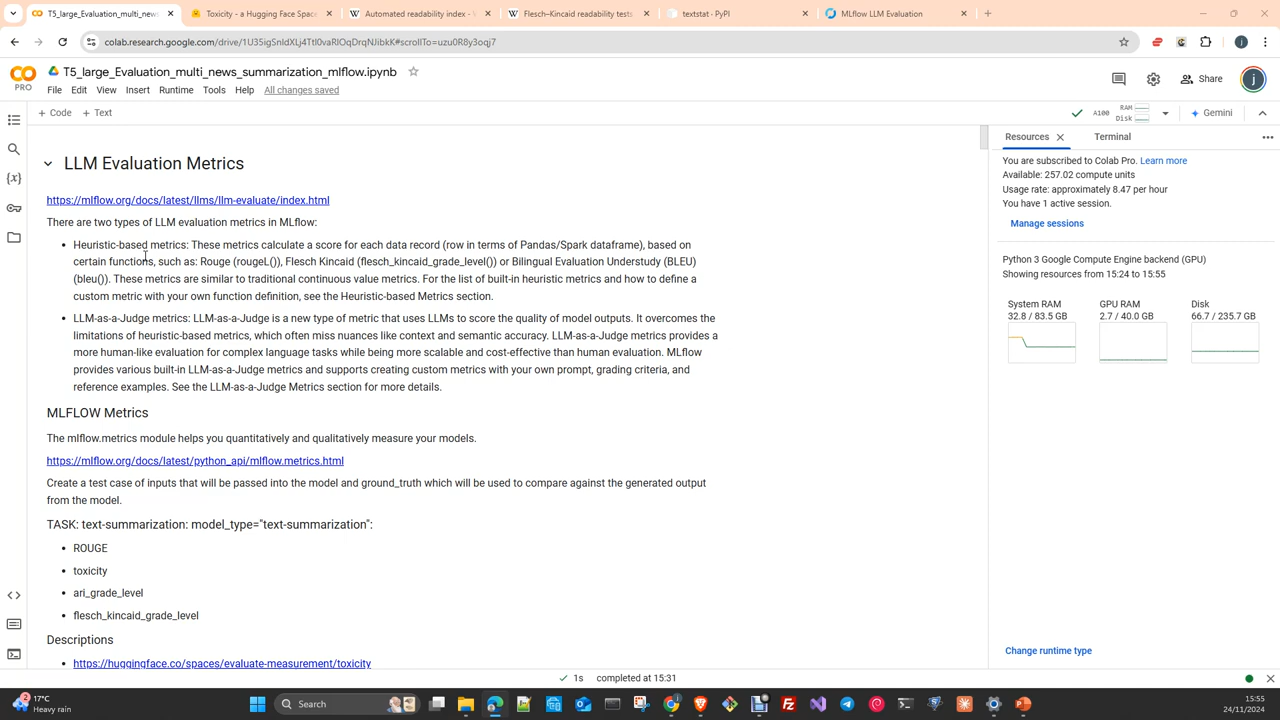 T5_large_Evaluation_multi_news
Toxicity - a Hugging Face Space
Automated readability index -
Flesch–Kincaid readability tests
textstat · PyPI
MLflow LLM Evaluation
T5_large_Evaluation_multi_news_summarization_mlflow.ipynb
PRO
File Edit View Insert Runtime Tools Help All changes saved
Share
j
+ Code + Text
A100
RAM
Disk
Gemini
LLM Evaluation Metrics
https://mlflow.org/docs/latest/llms/llm-evaluate/index.html
There are two types of LLM evaluation metrics in MLflow:
Heuristic-based metrics: These metrics calculate a score for each data record (row in terms of Pandas/Spark dataframe), based on
certain functions, such as: Rouge (rougeL()), Flesch Kincaid (flesch_kincaid_grade_level()) or Bilingual Evaluation Understudy (BLEU)
(bleu()). These metrics are similar to traditional continuous value metrics. For the list of built-in heuristic metrics and how to define a
custom metric with your own function definition, see the Heuristic-based Metrics section.
LLM-as-a-Judge metrics: LLM-as-a-Judge is a new type of metric that uses LLMs to score the quality of model outputs. It overcomes the
limitations of heuristic-based metrics, which often miss nuances like context and semantic accuracy. LLM-as-a-Judge metrics provides a
more human-like evaluation for complex language tasks while being more scalable and cost-effective than human evaluation. MLflow
provides various built-in LLM-as-a-Judge metrics and supports creating custom metrics with your own prompt, grading criteria, and
reference examples. See the LLM-as-a-Judge Metrics section for more details.
MLFLOW Metrics
The mlflow.metrics module helps you quantitatively and qualitatively measure your models.
https://mlflow.org/docs/latest/python_api/mlflow.metrics.html
Create a test case of inputs that will be passed into the model and ground_truth which will be used to compare against the generated output
from the model.
TASK: text-summarization: model_type="text-summarization":
ROUGE
toxicity
ari_grade_level
flesch_kincaid_grade_level
Descriptions
https://huggingface.co/spaces/evaluate-measurement/toxicity
Resources
Terminal
You are subscribed to Colab Pro. Learn more
Available: 257.02 compute units
Usage rate: approximately 8.47 per hour
You have 1 active session.
Manage sessions
Python 3 Google Compute Engine backend (GPU)
Showing resources from 15:24 to 15:55
System RAM GPU RAM Disk
32.8 / 83.5 GB 2.7 / 40.0 GB 66.7 / 235.7 GB
Change runtime type
1s completed at 15:31
2
17°C
Heavy rain
Search
15:55
24/11/2024